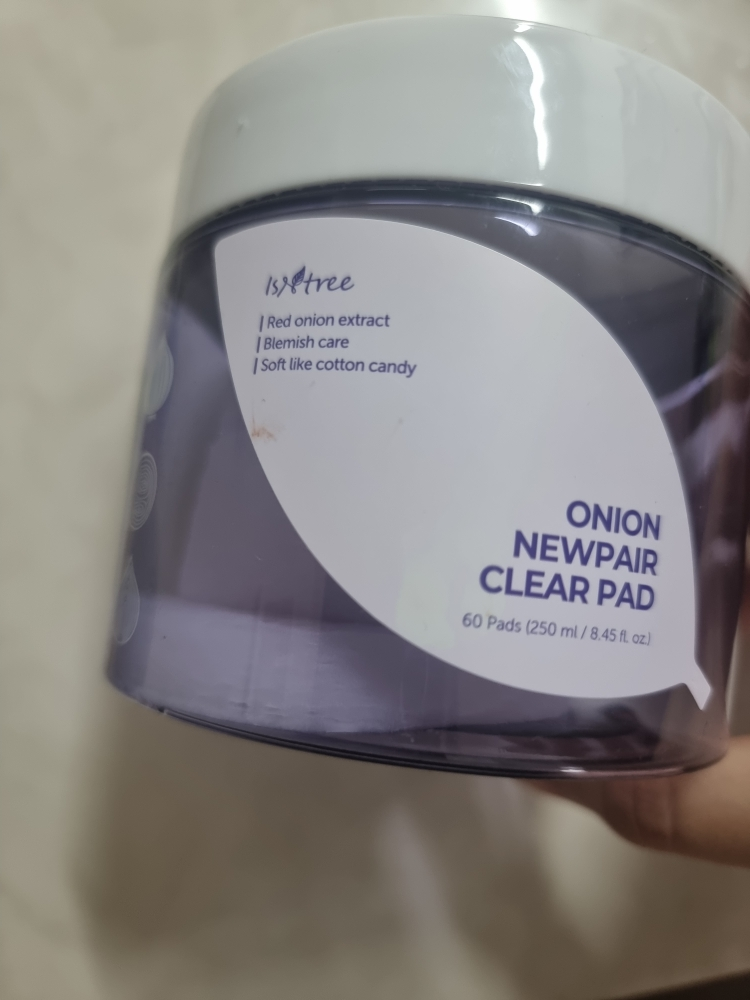 Isntree
Red onion extract
Blemish care
Soft like cotton candy
ONION
NEWPAIR
CLEAR PAD
60 Pads (250 ml / 8.45 fl. oz.)